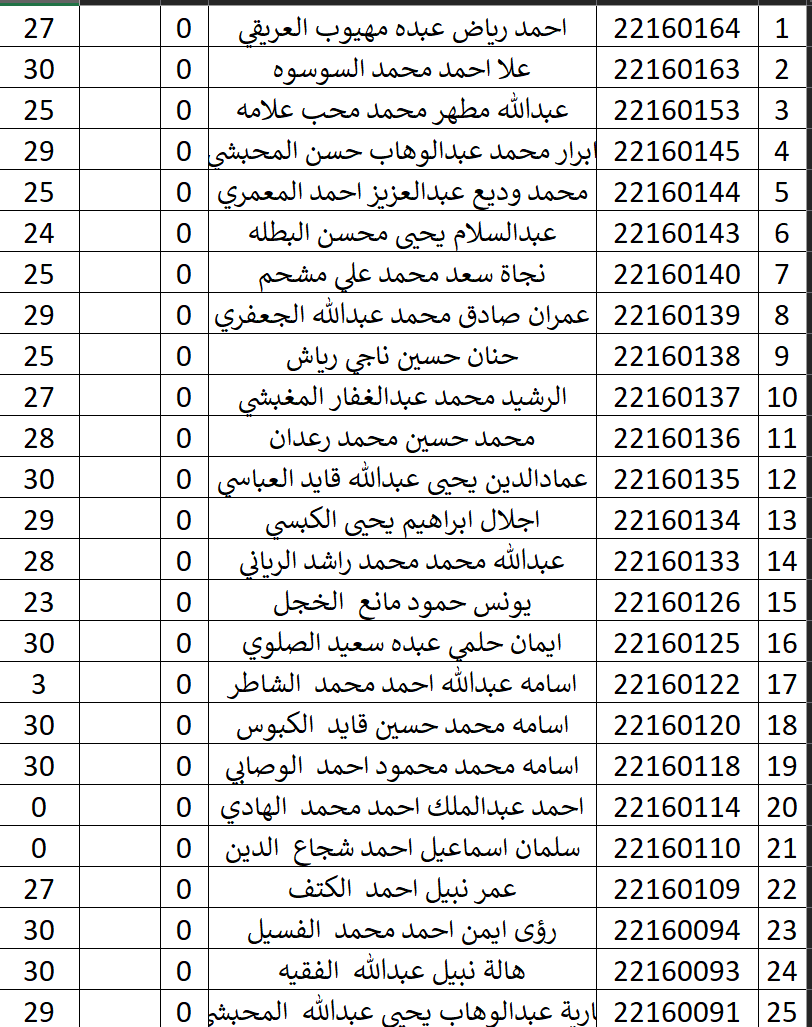 1 22160164 احمد رياض عبده مهيوب العريقي 0 27
2 22160163 علا احمد محمد السوسوه 0 30
3 22160153 عبدالله مطهر محمد محب علامه 0 25
4 22160145 ابرار محمد عبدالوهاب حسن المحبشي 0 29
5 22160144 محمد وديع عبدالعزيز احمد المعمري 0 25
6 22160143 عبدالسلام يحيى محسن البطله 0 24
7 22160140 نجاة سعد محمد علي مشحم 0 25
8 22160139 عمران صادق محمد عبدالله الجعفري 0 29
9 22160138 حنان حسين ناجي رياش 0 25
10 22160137 الرشيد محمد عبدالغفار المغبشي 0 27
11 22160136 محمد حسين محمد رعدان 0 28
12 22160135 عمادالدين يحيى عبدالله قايد العباسي 0 30
13 22160134 اجلال ابراهيم يحيى الكبسي 0 29
14 22160133 عبدالله محمد محمد راشد الرياني 0 28
15 22160126 يونس حمود مانع الخجل 0 23
16 22160125 ايمان حلمي عبده سعيد الصلوي 0 30
17 22160122 اسامه عبدالله احمد محمد الشاطر 0 3
18 22160120 اسامه محمد حسين قايد الكبوس 0 30
19 22160118 اسامه محمد محمود احمد الوصابي 0 30
20 22160114 احمد عبدالملك احمد محمد الهادي 0 0
21 22160110 سلمان اسماعيل احمد شجاع الدين 0 0
22 22160109 عمر نبيل احمد الكتف 0 27
23 22160094 رؤى ايمن احمد محمد الفسيل 0 30
24 22160093 هالة نبيل عبدالله الفقيه 0 30
25 22160091 عبدالوهاب يحيى عبدالله المحبشي 0 29